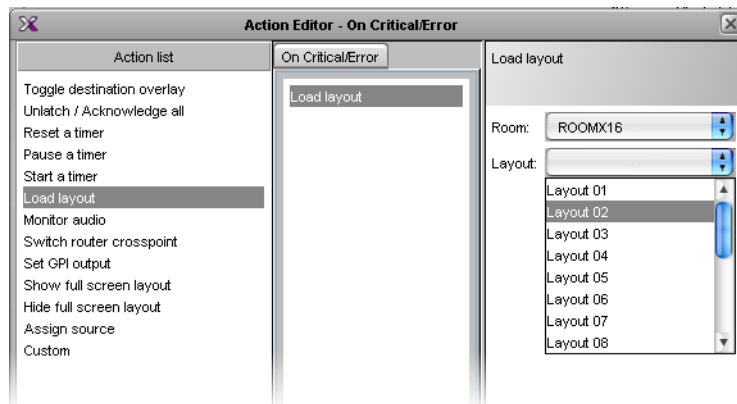 Action Editor - On Critical/Error
Action list
Toggle destination overlay
Unlatch / Acknowledge all
Reset a timer
Pause a timer
Start a timer
Load layout
Monitor audio
Switch router crosspoint
Set GPI output
Show full screen layout
Hide full screen layout
Assign source
Custom
On Critical/Error
Load layout
Load layout
Room: ROOMX16
Layout:
Layout 01
Layout 02
Layout 03
Layout 04
Layout 05
Layout 06
Layout 07
Layout 08